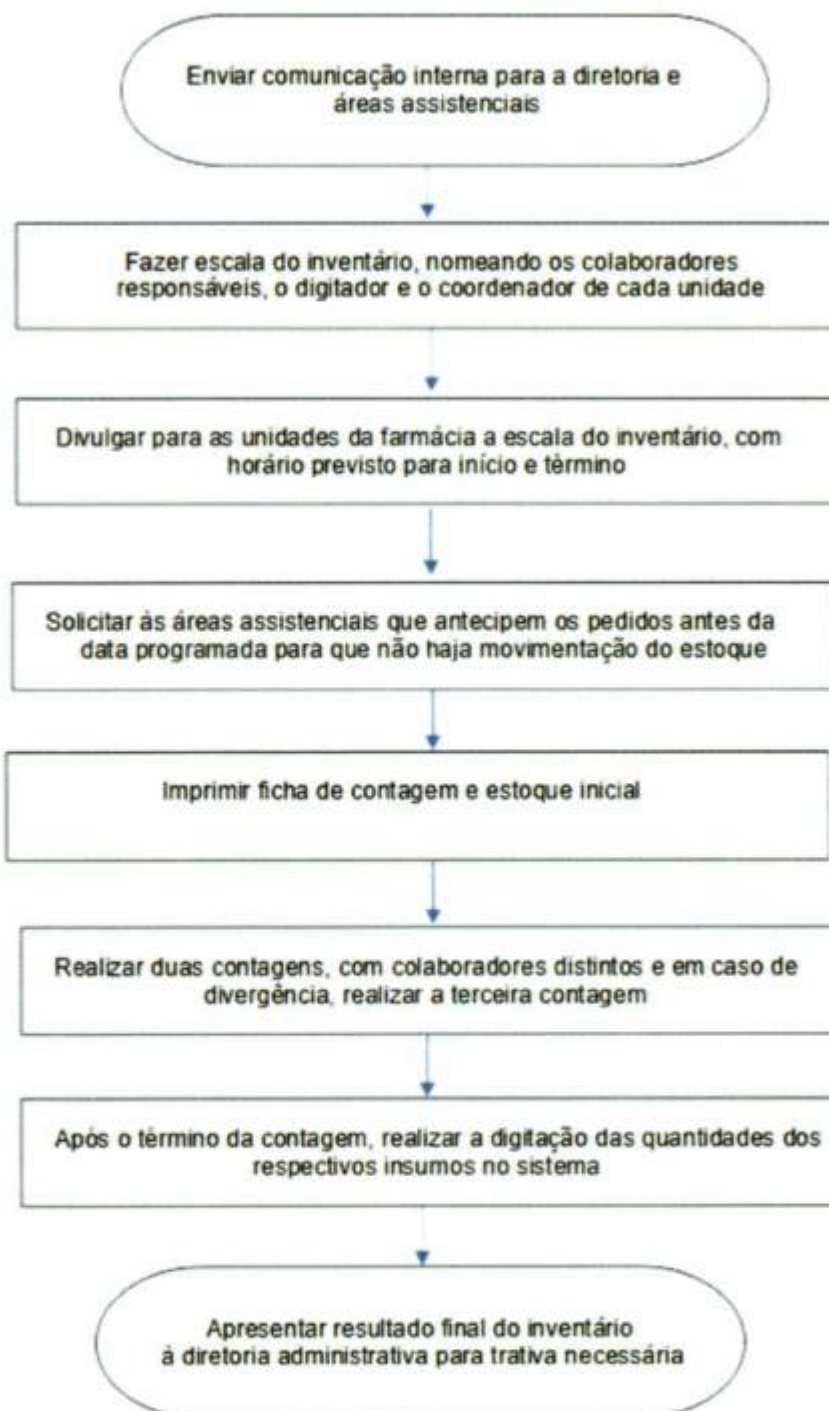 Enviar comunicação interna para a diretoria e
áreas assistenciais
Fazer escala do inventário, nomeando os colaboradores
responsáveis, o digitador e o coordenador de cada unidade
Divulgar para as unidades da farmácia a escala do inventário, com
horário previsto para início e término
Solicitar às áreas assistenciais que antecipem os pedidos antes da
data programada para que não haja movimentação do estoque
Imprimir ficha de contagem e estoque inicial
Realizar duas contagens, com colaboradores distintos e em caso de
divergência, realizar a terceira contagem
Após o término da contagem, realizar a digitação das quantidades dos
respectivos insumos no sistema
Apresentar resultado final do inventário
à diretoria administrativa para trativa necessária